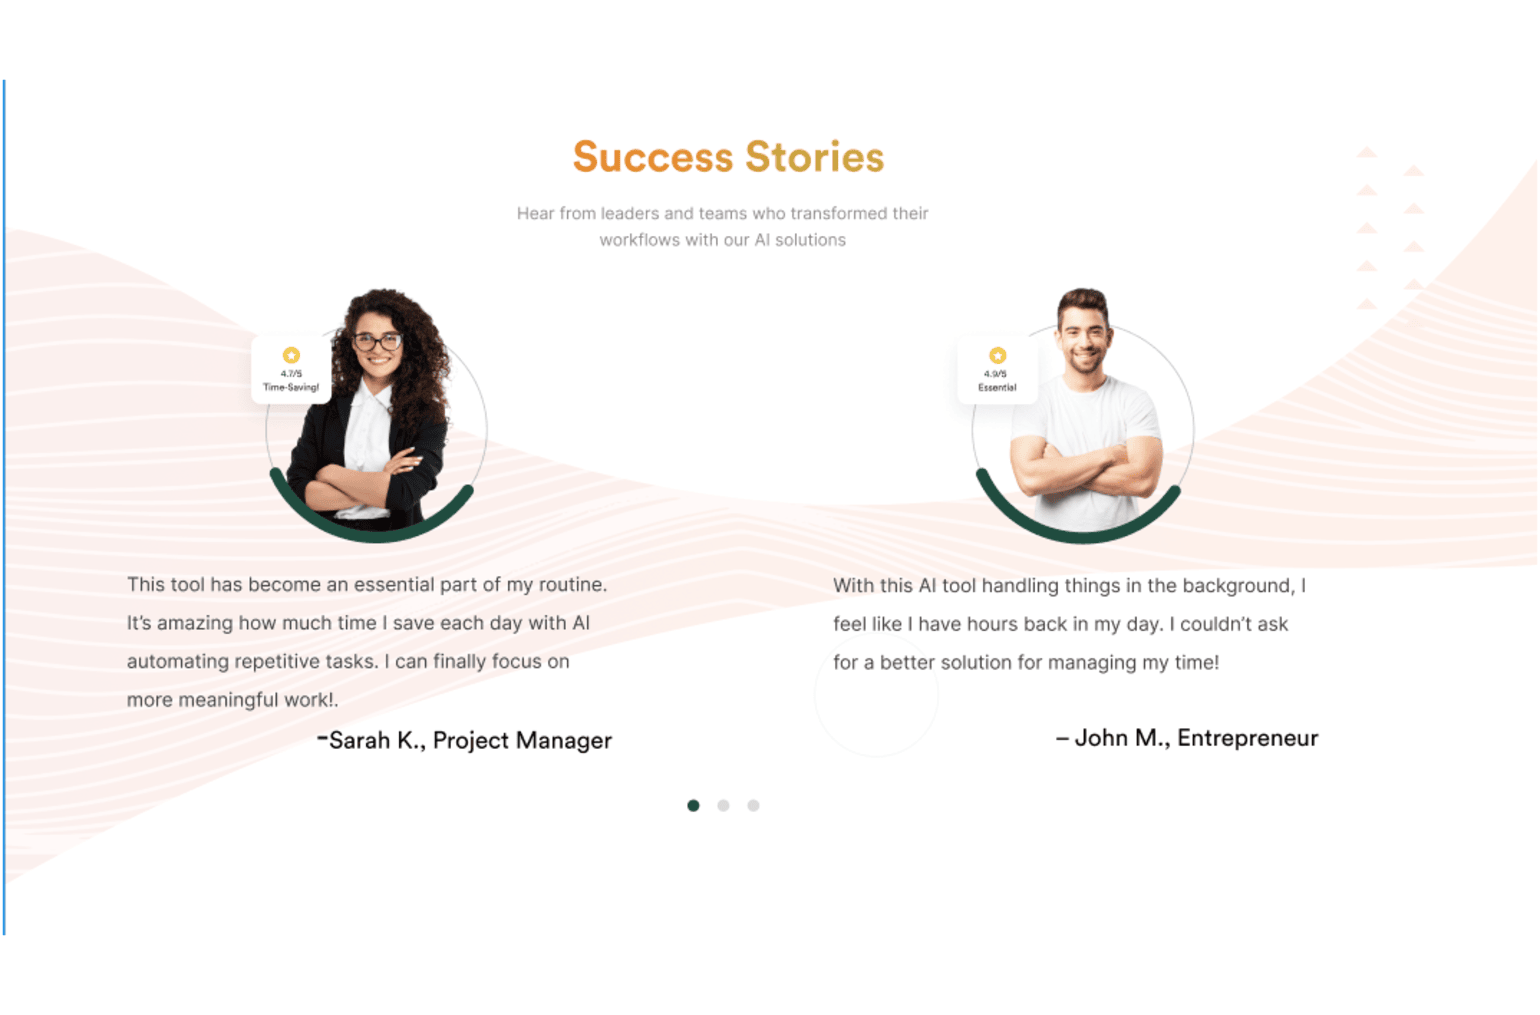 Success Stories
Hear from leaders and teams who transformed their
workflows with our AI solutions
4.7/5
Time-Saving!
This tool has become an essential part of my routine.
It's amazing how much time I save each day with AI
automating repetitive tasks. I can finally focus on
more meaningful work!.
-Sarah K., Project Manager
4.9/5
Essential
With this AI tool handling things in the background, I
feel like I have hours back in my day. I couldn't ask
for a better solution for managing my time!
– John M., Entrepreneur